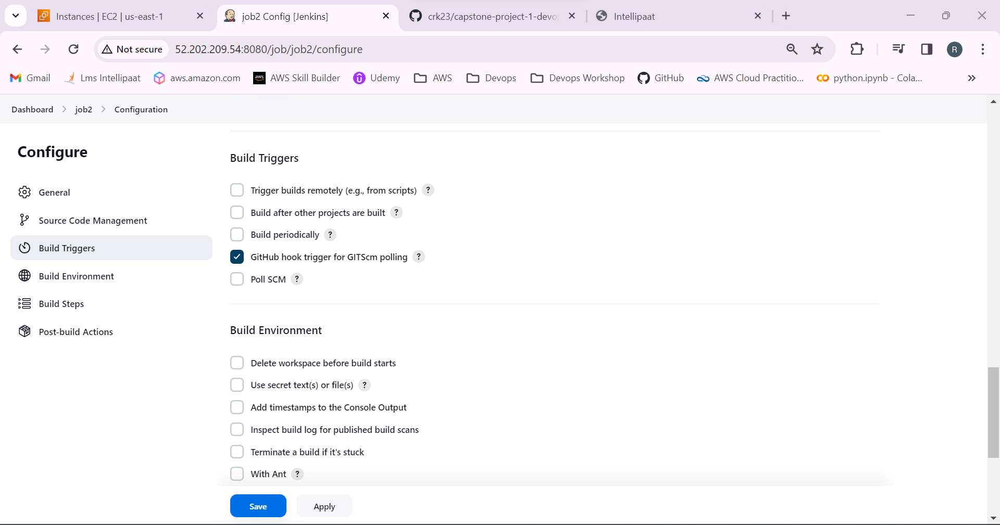 Instances | EC2 | us-east-1
job2 Config [Jenkins]
crk23/capstone-project-1-devo
Intellipaat
Not secure
52.202.209.54:8080/job/job2/configure
R
Gmail
Lms Intellipaat
aws.amazon.com
aws
AWS Skill Builder
Udemy
AWS
Devops
Devops Workshop
GitHub
AWS Cloud Practitio...
python.ipynb - Cola...
Dashboard
job2
Configuration
Configure
General
Source Code Management
Build Triggers
Build Environment
Build Steps
Post-build Actions
Build Triggers
Trigger builds remotely (e.g., from scripts) ?
Build after other projects are built ?
Build periodically ?
GitHub hook trigger for GITScm polling ?
Poll SCM ?
Build Environment
Delete workspace before build starts
Use secret text(s) or file(s) ?
Add timestamps to the Console Output
Inspect build log for published build scans
Terminate a build if it's stuck
With Ant ?
Save
Apply